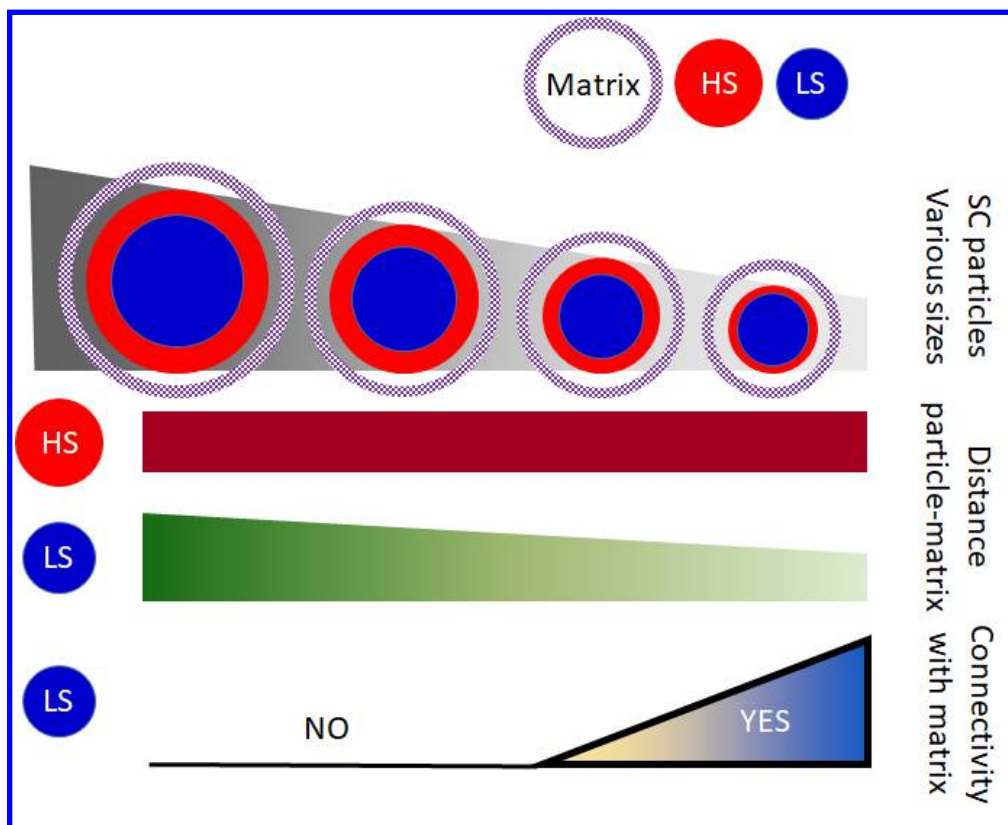 Matrix
HS
LS
SC particles
Various sizes
HS
Distance
particle-matrix
LS
LS
NO
YES
Connectivity
with matrix